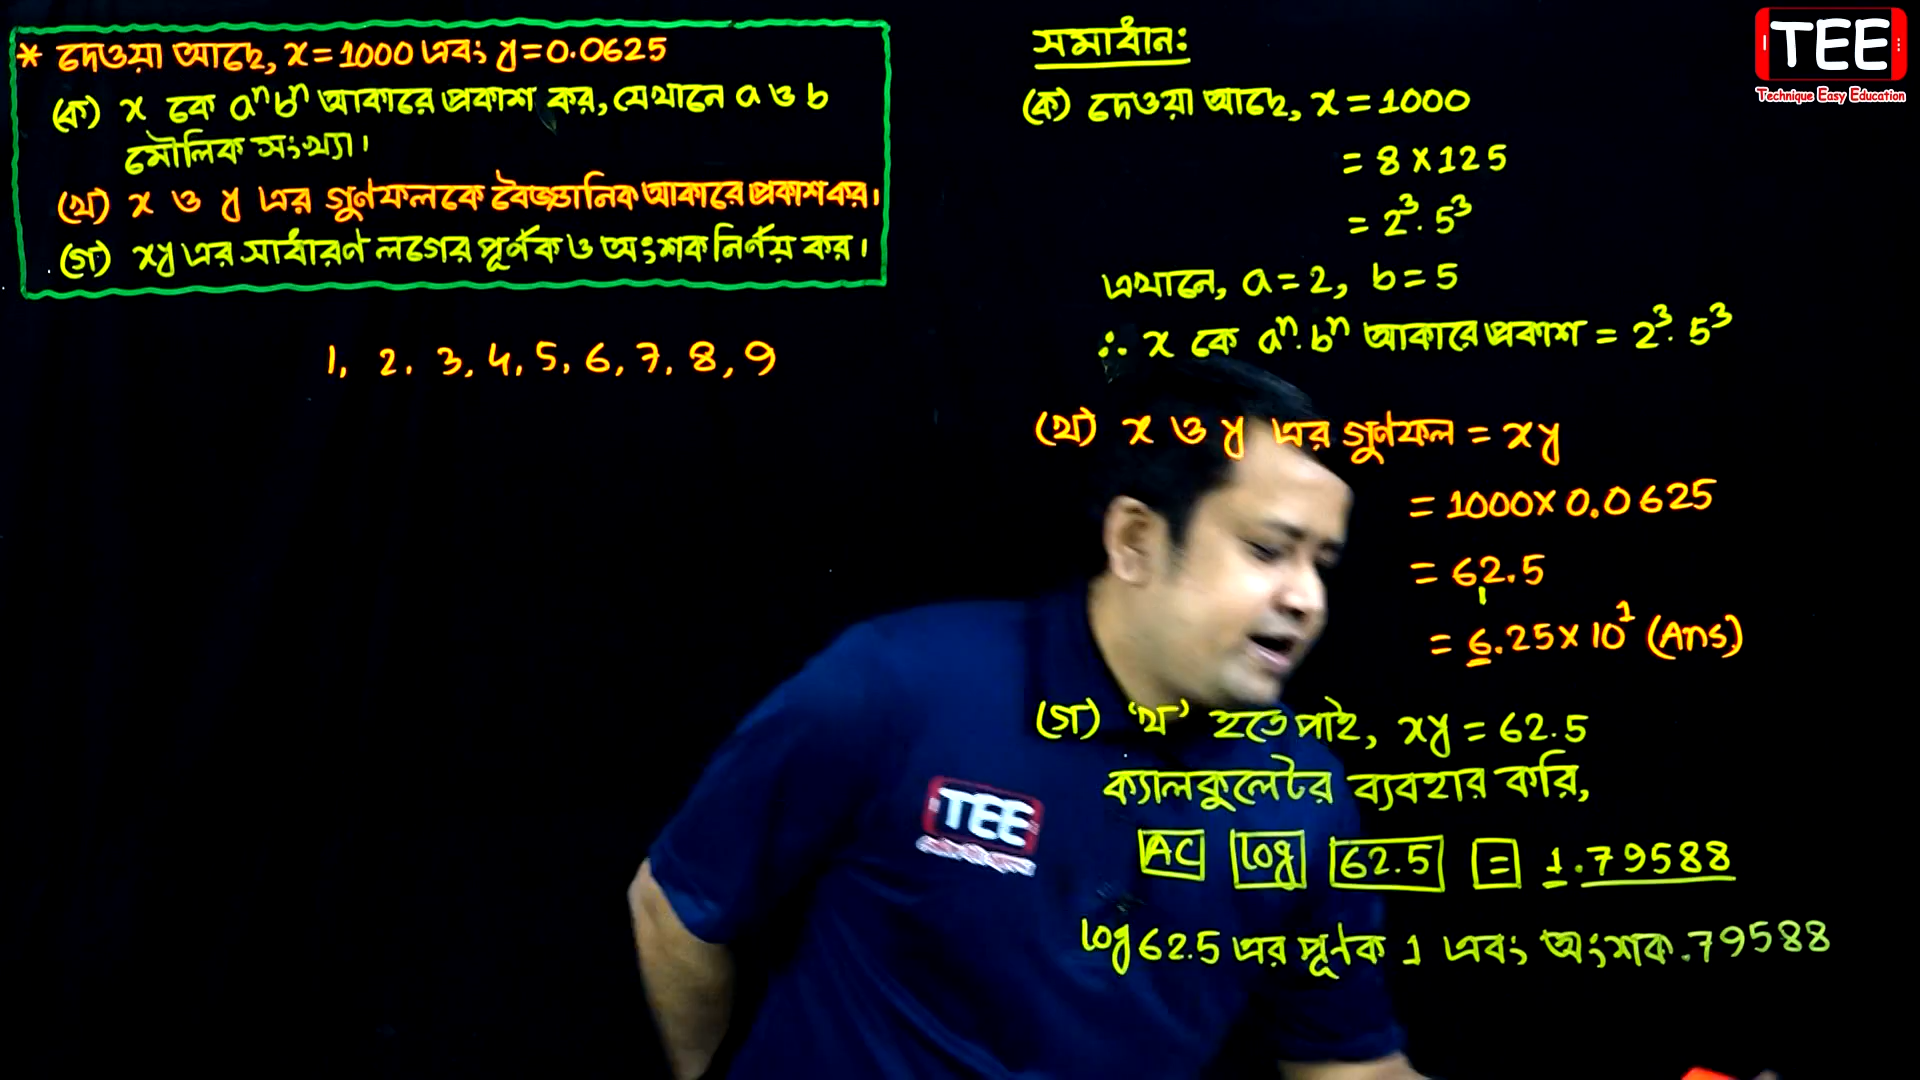 * দেওয়া আছে, x = 1000 এবং y = 0.0625
(ক) x কে aⁿbⁿ আকারে প্রকাশ কর, যেখানে a ও b
মৌলিক সংখ্যা।
(খ) x ও y এর গুণফলকে বৈজ্ঞানিক আকারে প্রকাশ কর।
(গ) xy এর সাধারণ লগের পূর্ণক ও অংশক নির্ণয় কর।
1, 2, 3, 4, 5, 6, 7, 8, 9
সমাধান:
(ক) দেওয়া আছে, x = 1000
= 8 × 125
= 2³. 5³
এখানে, a = 2, b = 5
∴ x কে aⁿ.bⁿ আকারে প্রকাশ = 2³. 5³
(খ) x ও y এর গুণফল = xy
= 1000 × 0.0625
= 62.5
= 6.25 × 10¹ (Ans)
(গ) ‘খ’ হতে পাই, xy = 62.5
ক্যালকুলেটর ব্যবহার করি,
AC log 62.5 = 1.79588
log 62.5 এর পূর্ণক 1 এবং অংশক .79588
TEE
Technique Easy Education
TEE